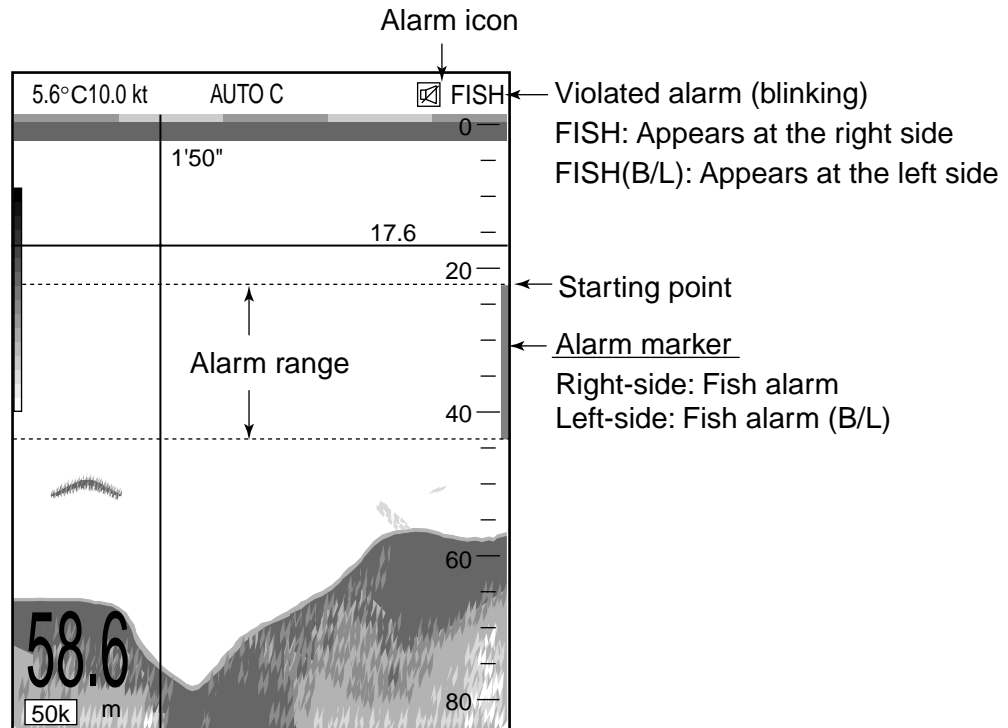 Alarm icon
5.6°C10.0 kt AUTO C FISH
Violated alarm (blinking)
FISH: Appears at the right side
FISH(B/L): Appears at the left side
0
1'50"
17.6
20
Starting point
Alarm range
Alarm marker
Right-side: Fish alarm
Left-side: Fish alarm (B/L)
40
60
58.6
m
50k
80